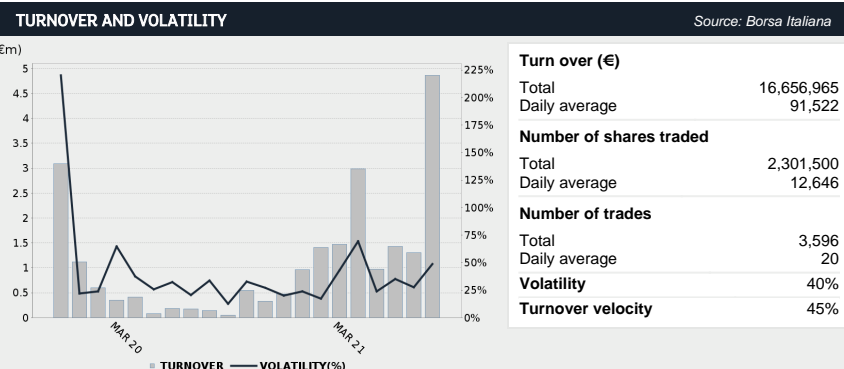 TURNOVER AND VOLATILITY
Source: Borsa Italiana
€m)
5
4.5
4
3.5
3
2.5
2
1.5
1
0.5
0
225%
200%
175%
150%
125%
100%
75%
50%
25%
0%
MAR 20
MAR 21
TURNOVER
VOLATILITY(%)
Turn over (€)
Total 16,656,965
Daily average 91,522
Number of shares traded
Total 2,301,500
Daily average 12,646
Number of trades
Total 3,596
Daily average 20
Volatility 40%
Turnover velocity 45%